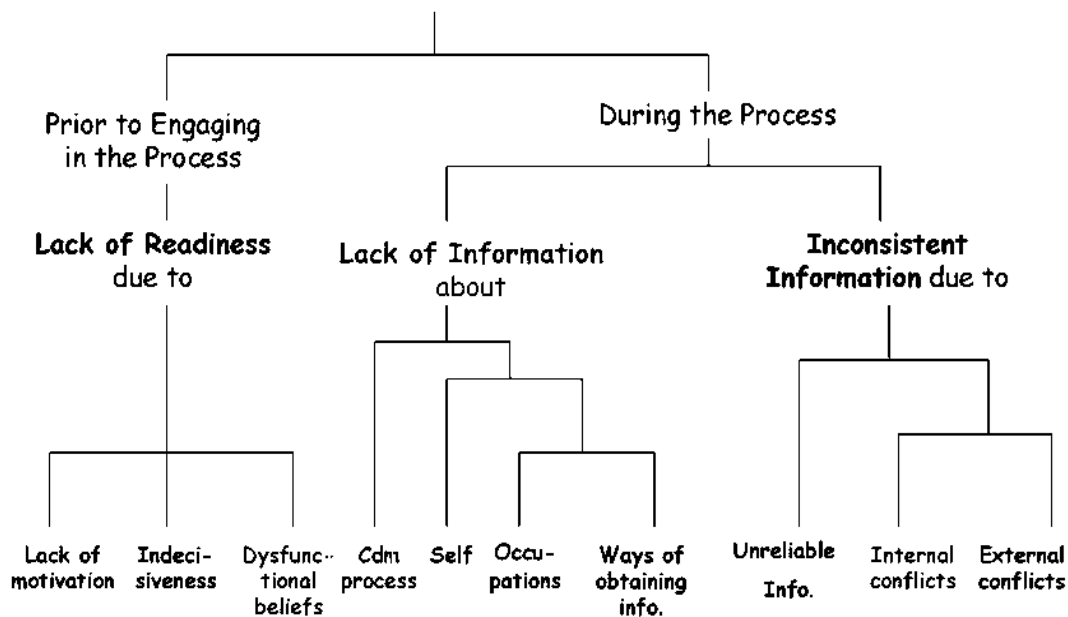 Prior to Engaging
in the Process
During the Process
Lack of Readiness
due to
Lack of Information
about
Inconsistent
Information due to
Lack of
motivation
Indeci-
siveness
Dysfunc-
tional
beliefs
Cdm
process
Self
Occu-
pations
Ways of
obtaining
info.
Unreliable
Info.
Internal
conflicts
External
conflicts